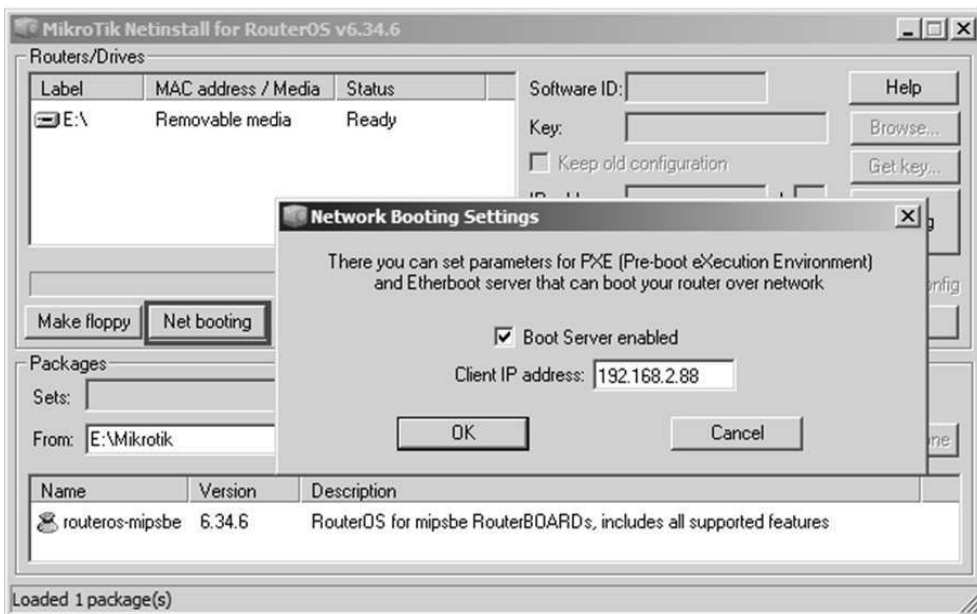 MikroTik Netinstall for RouterOS v6.34.6
Routers/Drives
Label MAC address / Media Status
E:\ Removable media Ready
Software ID:
Key:
Keep old configuration
Help
Browse...
Get key...
Network Booting Settings
There you can set parameters for PXE (Pre-boot eXecution Environment)
and Etherboot server that can boot your router over network
Boot Server enabled
Client IP address: 192.168.2.88
OK Cancel
Make floppy Net booting
Packages
Sets:
From: E:\Mikrotik
Name Version Description
routeros-mipsbe 6.34.6 RouterOS for mipsbe RouterBOARDs, includes all supported features
Loaded 1 package(s)